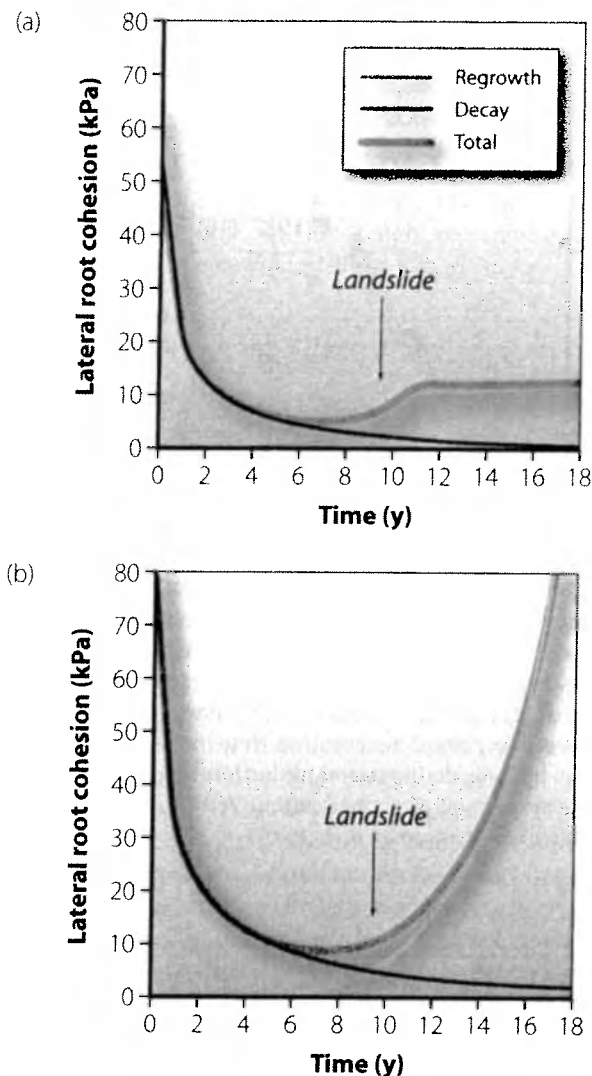 (a)
Lateral root cohesion (kPa)
80
70
60
50
40
30
20
10
0
Regrowth
Decay
Total
Landslide
0 2 4 6 8 10 12 14 16 18
Time (y)
(b)
Lateral root cohesion (kPa)
80
70
60
50
40
30
20
10
0
Landslide
0 2 4 6 8 10 12 14 16 18
Time (y)